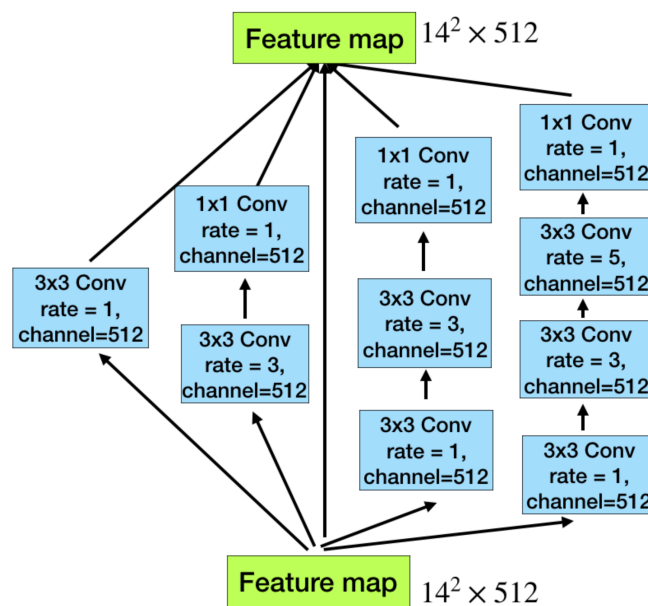 Feature map
14² × 512
3x3 Conv
rate = 1,
channel=512
1x1 Conv
rate = 1,
channel=512
3x3 Conv
rate = 3,
channel=512
1x1 Conv
rate = 1,
channel=512
3x3 Conv
rate = 3,
channel=512
3x3 Conv
rate = 1,
channel=512
1x1 Conv
rate = 1,
channel=512
3x3 Conv
rate = 5,
channel=512
3x3 Conv
rate = 3,
channel=512
3x3 Conv
rate = 1,
channel=512
Feature map
14² × 512